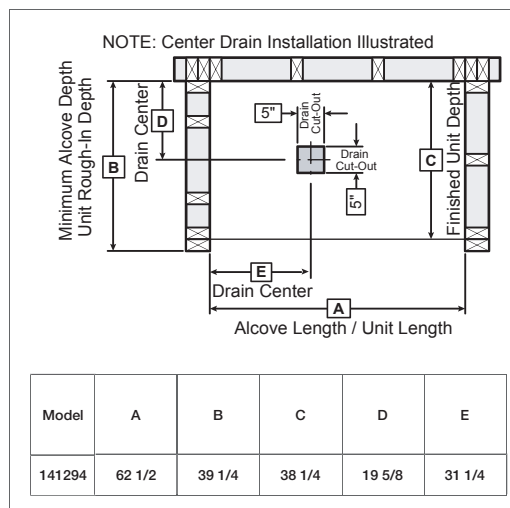 NOTE: Center Drain Installation Illustrated
Minimum Alcove Depth
Unit Rough-In Depth
B
Drain Center
D
5"
Drain
Cut-Out
Drain
Cut-Out
5"
C
Finished Unit Depth
E
Drain Center
A
Alcove Length / Unit Length
Model A B C D E
141294 62 1/2 39 1/4 38 1/4 19 5/8 31 1/4